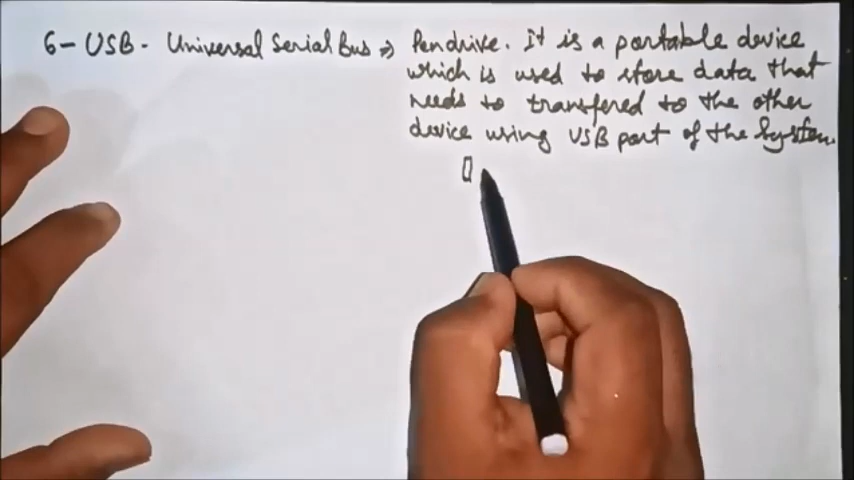 6- USB - Universal Serial Bus => Pendrive. It is a portable device
which is used to store data that
needs to transfered to the other
device using USB port of the System.